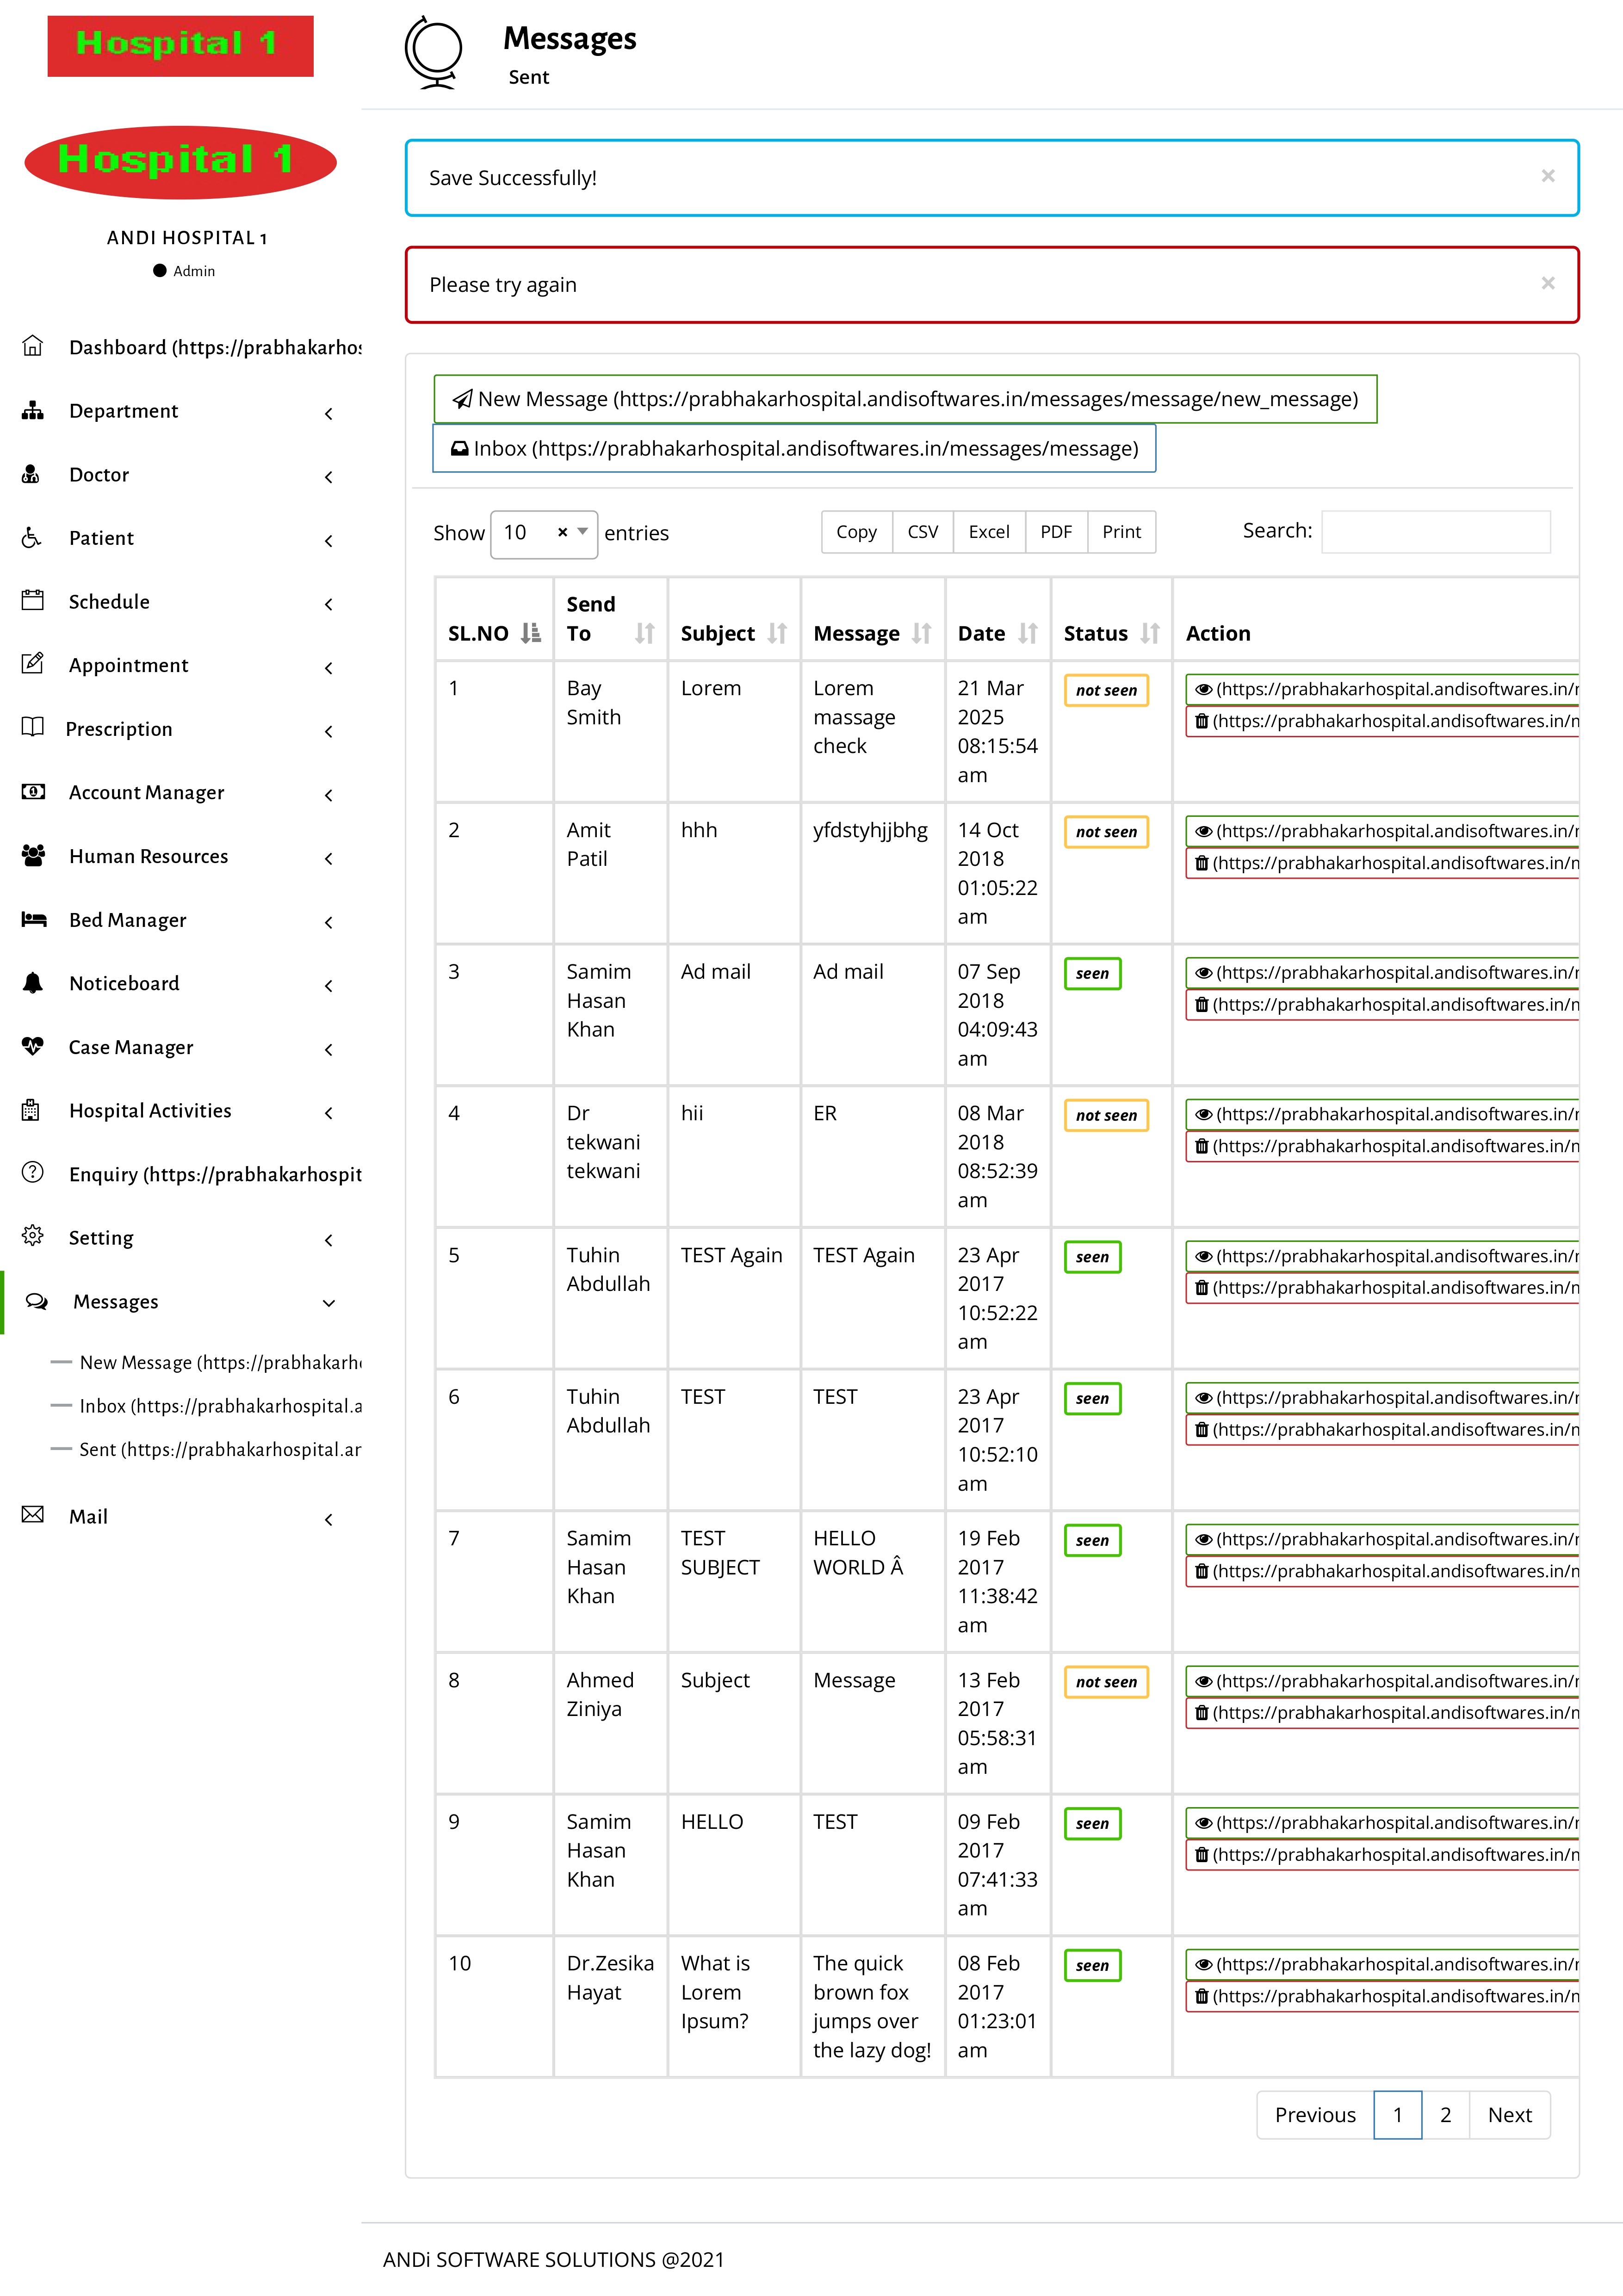 Hospital 1
Hospital 1
ANDI HOSPITAL 1
Admin
Dashboard (https://prabhakarhos
Department
Doctor
Patient
Schedule
Appointment
Prescription
Account Manager
Human Resources
Bed Manager
Noticeboard
Case Manager
Hospital Activities
Enquiry (https://prabhakarhospit
Setting
Messages
New Message (https://prabhakarh
Inbox (https://prabhakarhospital.a
Sent (https://prabhakarhospital.an
Mail
Messages
Sent
Save Successfully! ×
Please try again ×
New Message (https://prabhakarhospital.andisoftwares.in/messages/message/new_message)
Inbox (https://prabhakarhospital.andisoftwares.in/messages/message)
Show 10 × entries Copy CSV Excel PDF Print Search:
Send
SL.NO To Subject Message Date Status Action
1 Bay Lorem Lorem 21 Mar not seen (https://prabhakarhospital.andisoftwares.in/
Smith massage 2025 (https://prabhakarhospital.andisoftwares.in/
check 08:15:54
am
2 Amit hhh yfdstyhjjbhg 14 Oct not seen (https://prabhakarhospital.andisoftwares.in/
Patil 2018 (https://prabhakarhospital.andisoftwares.in/
01:05:22
am
3 Samim Ad mail Ad mail 07 Sep seen (https://prabhakarhospital.andisoftwares.in/
Hasan 2018 (https://prabhakarhospital.andisoftwares.in/
Khan 04:09:43
am
4 Dr hii ER 08 Mar not seen (https://prabhakarhospital.andisoftwares.in/
tekwani 2018 (https://prabhakarhospital.andisoftwares.in/
tekwani 08:52:39
am
5 Tuhin TEST Again TEST Again 23 Apr seen (https://prabhakarhospital.andisoftwares.in/
Abdullah 2017 (https://prabhakarhospital.andisoftwares.in/
10:52:22
am
6 Tuhin TEST TEST 23 Apr seen (https://prabhakarhospital.andisoftwares.in/
Abdullah 2017 (https://prabhakarhospital.andisoftwares.in/
10:52:10
am
7 Samim TEST HELLO 19 Feb seen (https://prabhakarhospital.andisoftwares.in/
Hasan SUBJECT WORLD Â 2017 (https://prabhakarhospital.andisoftwares.in/
Khan 11:38:42
am
8 Ahmed Subject Message 13 Feb not seen (https://prabhakarhospital.andisoftwares.in/
Ziniya 2017 (https://prabhakarhospital.andisoftwares.in/
05:58:31
am
9 Samim HELLO TEST 09 Feb seen (https://prabhakarhospital.andisoftwares.in/
Hasan 2017 (https://prabhakarhospital.andisoftwares.in/
Khan 07:41:33
am
10 Dr.Zesika What is The quick 08 Feb seen (https://prabhakarhospital.andisoftwares.in/
Hayat Lorem brown fox 2017 (https://prabhakarhospital.andisoftwares.in/
Ipsum? jumps over 01:23:01
the lazy dog! am
Previous 1 2 Next
ANDi SOFTWARE SOLUTIONS @2021